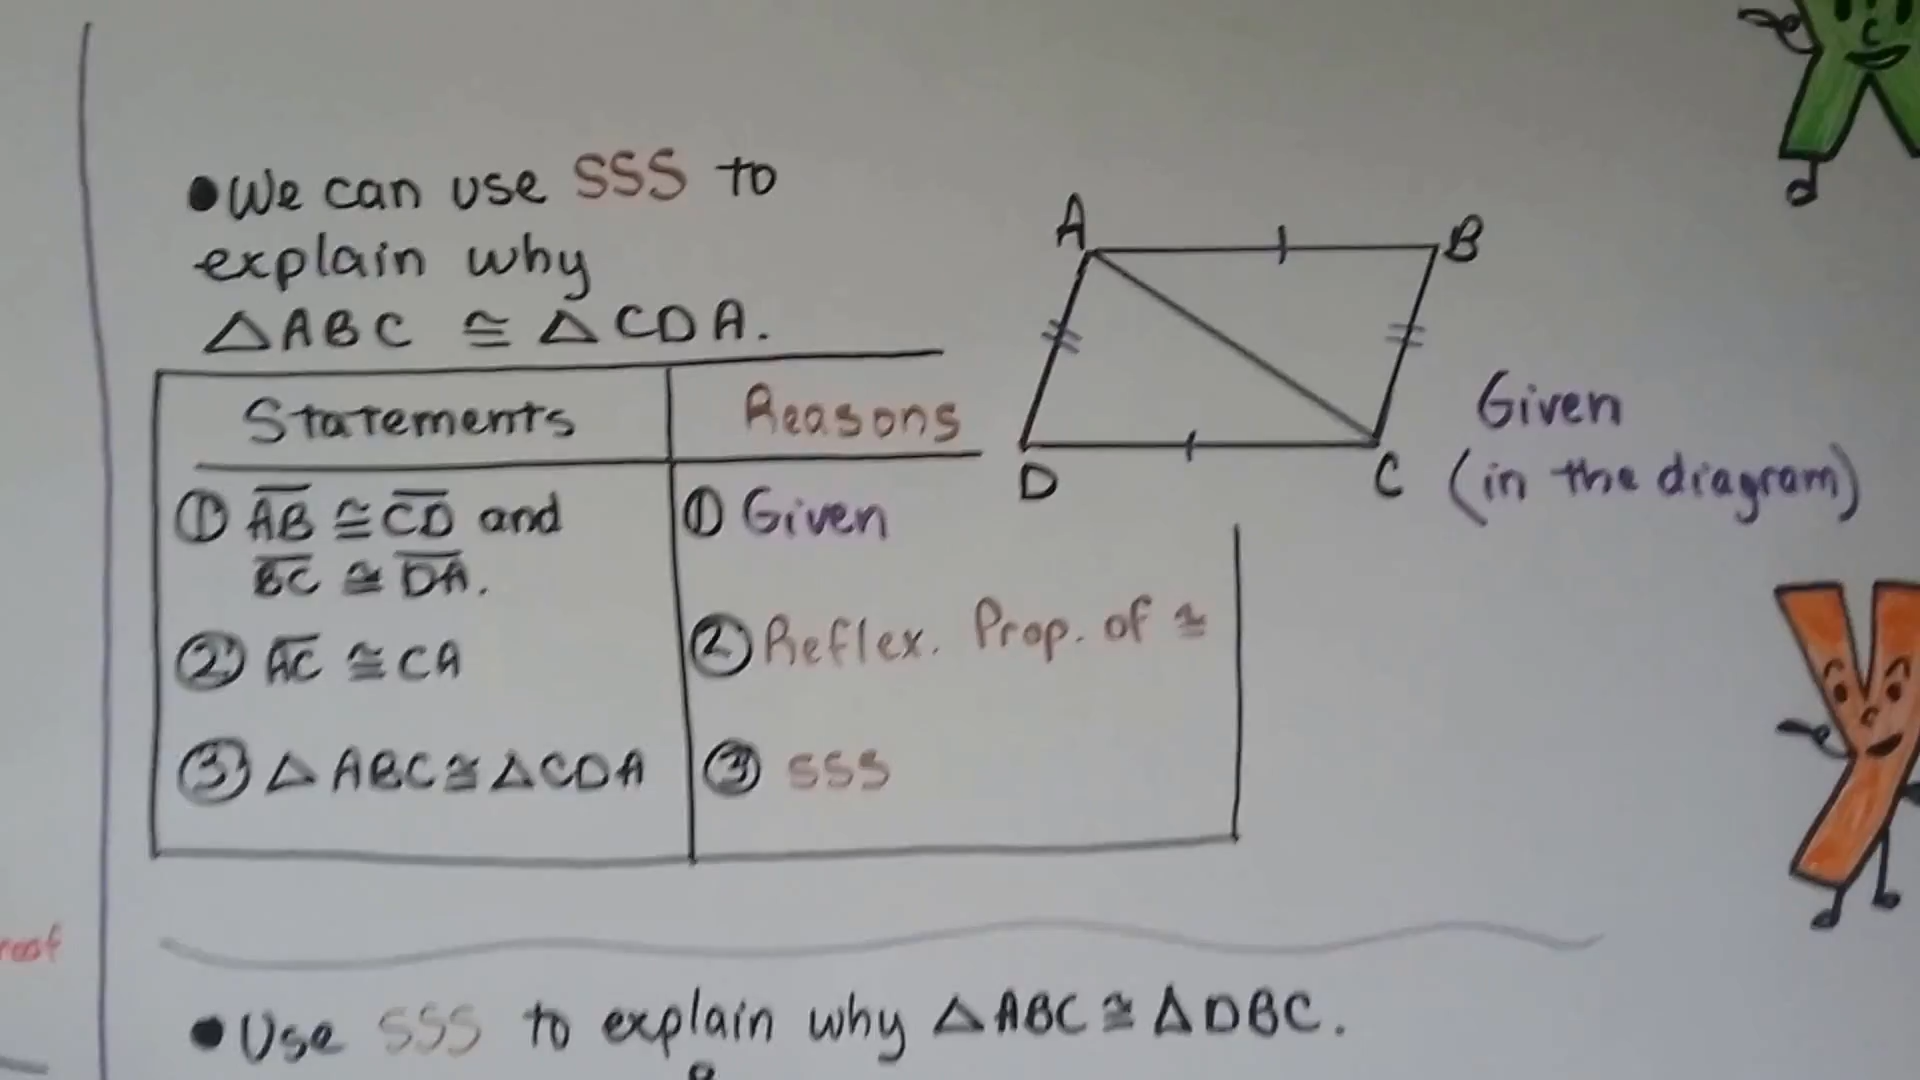 • We can use SSS to
explain why
△ABC ≅ △CDA.
A
B
D
C
Given
(in the diagram)
Statements
Reasons
① AB ≅ CD and
BC ≅ DA.
① Given
② AC ≅ CA
② Reflex. Prop. of ≅
③ △ABC ≅ △CDA
③ SSS
• Use SSS to explain why △ABC ≅ △DBC.